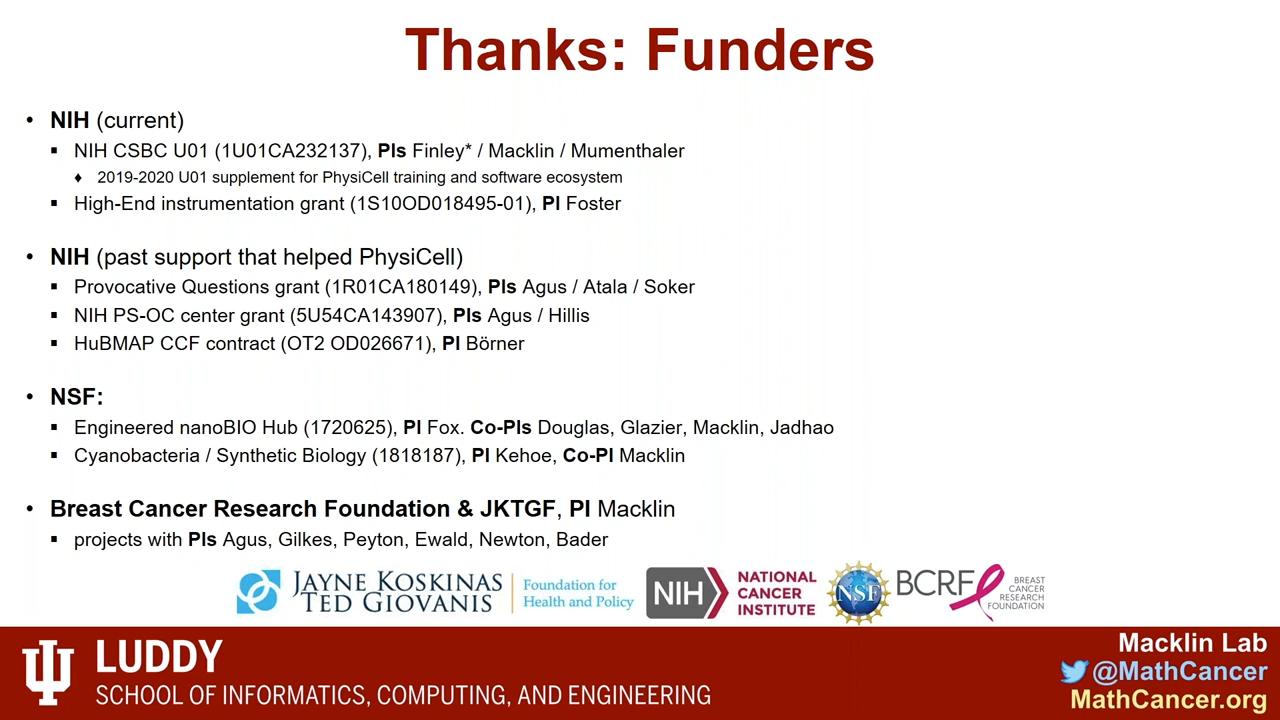 Thanks: Funders
• NIH (current)
▪ NIH CSBC U01 (1U01CA232137), PIs Finley* / Macklin / Mumenthaler
♦ 2019-2020 U01 supplement for PhysiCell training and software ecosystem
▪ High-End instrumentation grant (1S10OD018495-01), PI Foster
• NIH (past support that helped PhysiCell)
▪ Provocative Questions grant (1R01CA180149), PIs Agus / Atala / Soker
▪ NIH PS-OC center grant (5U54CA143907), PIs Agus / Hillis
▪ HuBMAP CCF contract (OT2 OD026671), PI Börner
• NSF:
▪ Engineered nanoBIO Hub (1720625), PI Fox. Co-PIs Douglas, Glazier, Macklin, Jadhao
▪ Cyanobacteria / Synthetic Biology (1818187), PI Kehoe, Co-PI Macklin
• Breast Cancer Research Foundation & JKTGF, PI Macklin
▪ projects with PIs Agus, Gilkes, Peyton, Ewald, Newton, Bader
JAYNE KOSKINAS
TED GIOVANIS
Foundation for
Health and Policy
NIH
NATIONAL
CANCER
INSTITUTE
NSF
BCRF
BREAST
CANCER
RESEARCH
FOUNDATION
LUDDY
SCHOOL OF INFORMATICS, COMPUTING, AND ENGINEERING
Macklin Lab
@MathCancer
MathCancer.org